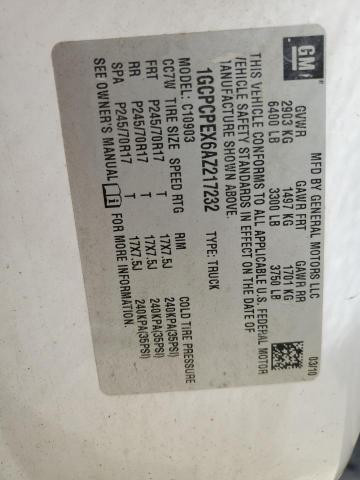 GM
MFD BY GENERAL MOTORS LLC
03/10
GVWR GAWR FRT GAWR RR
2903 KG 1497 KG 1701 KG
6400 LB 3300 LB 3750 LB
THIS VEHICLE CONFORMS TO ALL APPLICABLE U.S. FEDERAL MOTOR
VEHICLE SAFETY STANDARDS IN EFFECT ON THE DATE OF
MANUFACTURE SHOWN ABOVE.
1GCPCPEX6AZ217232 TYPE: TRUCK
MODEL: C10903
CC7W TIRE SIZE SPEED RTG RIM COLD TIRE PRESSURE
FRT P245/70R17 T 17X7.5J 240KPA(35PSI)
RR P245/70R17 T 17X7.5J 240KPA(35PSI)
SPA P245/70R17 T 17X7.5J 240KPA(35PSI)
SEE OWNER'S MANUAL FOR MORE INFORMATION.